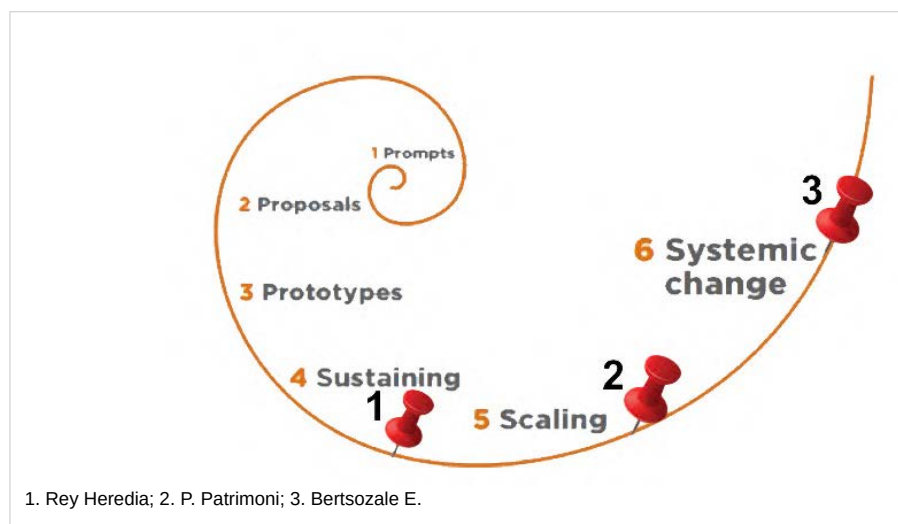 1 Prompts
2 Proposals
3 Prototypes
4 Sustaining
5 Scaling
6 Systemic
change
1
2
3
1. Rey Heredia; 2. P. Patrimoni; 3. Bertsozale E.